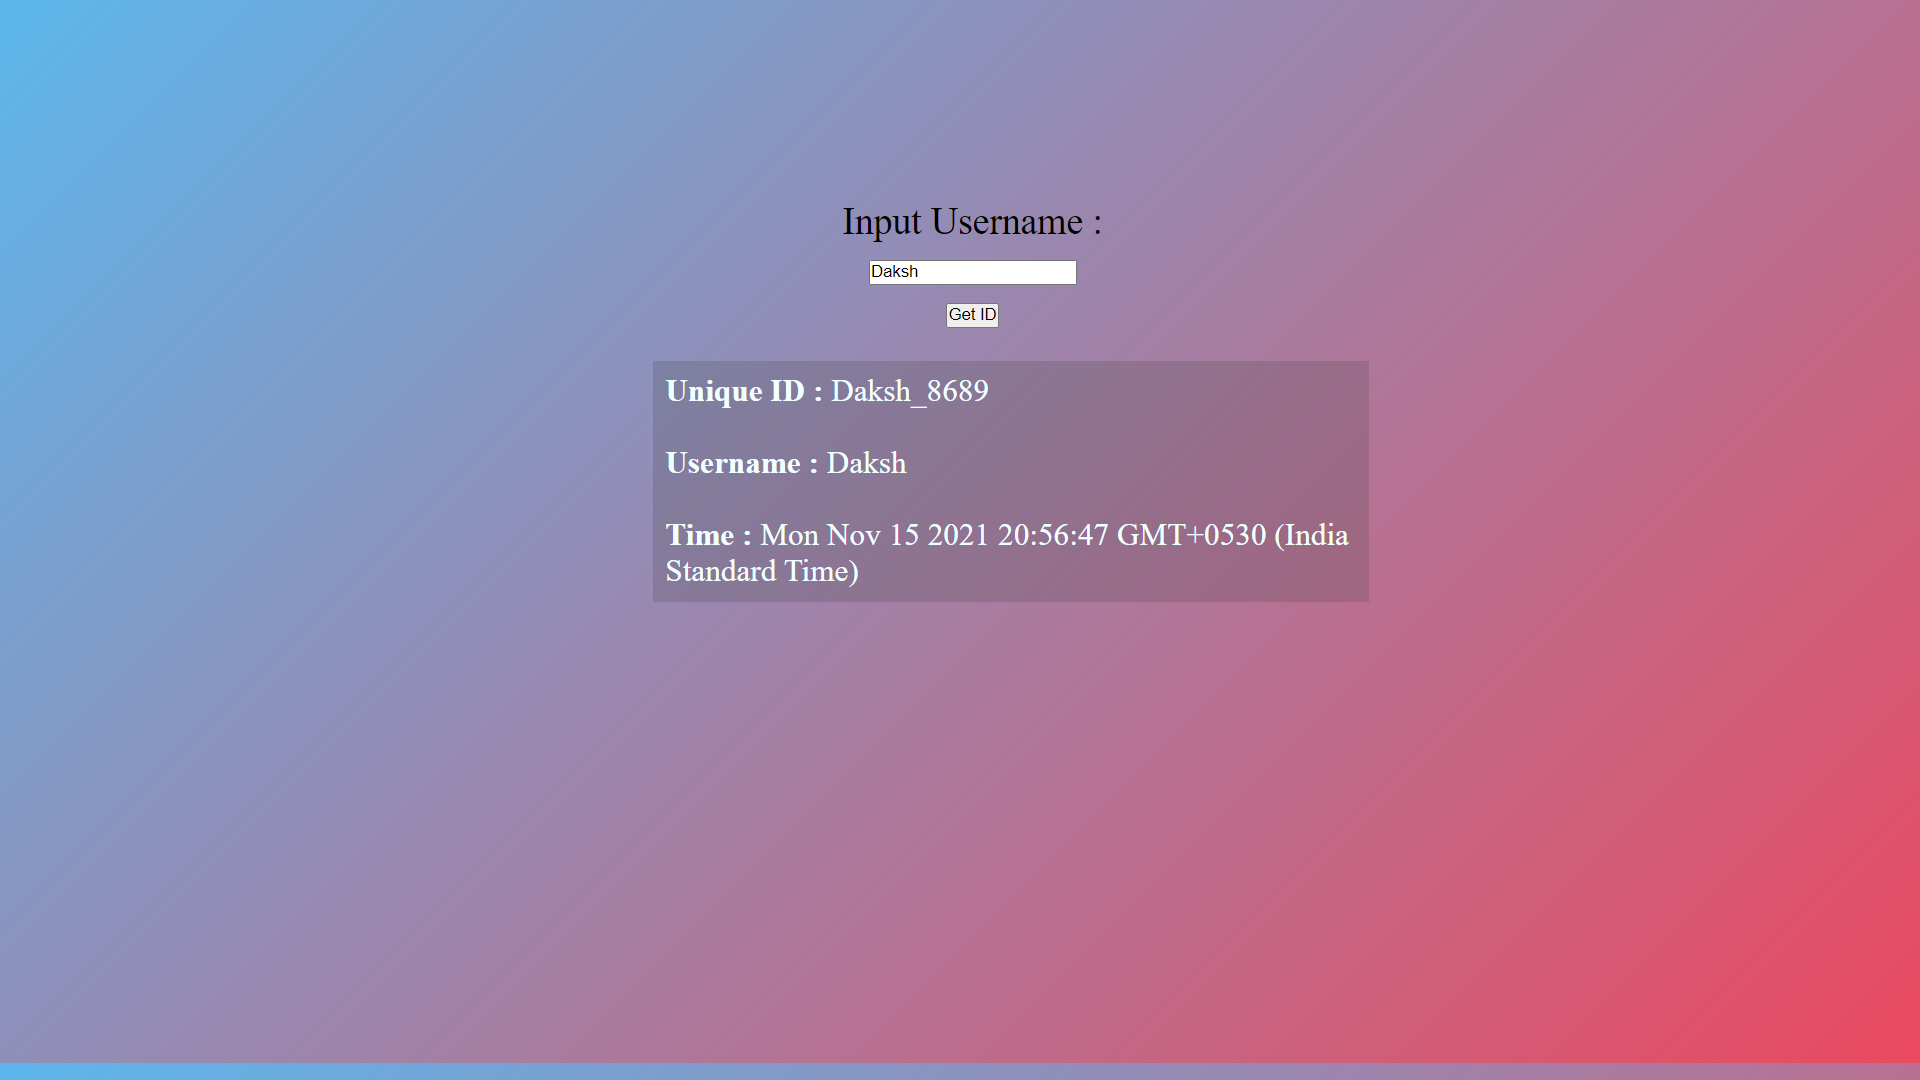 Input Username :
Daksh
Get ID
Unique ID : Daksh_8689
Username : Daksh
Time : Mon Nov 15 2021 20:56:47 GMT+0530 (India
Standard Time)